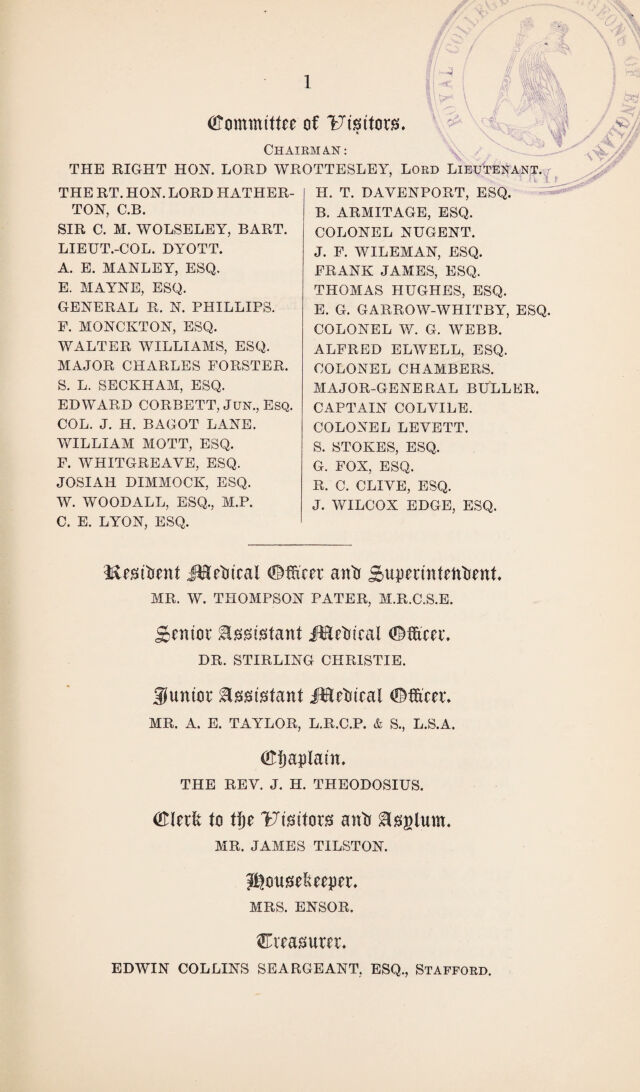 ROYAL COLLEGE OF SURGEONS OF ENGLAND
LIBRARY
1
Committee of Visitors.
CHAIRMAN:
THE RIGHT HON. LORD WROTTESLEY, LORD LIEUTENANT.
THE RT. HON. LORD HATHER-
TON, C.B.
SIR C. M. WOLSELEY, BART.
LIEUT.-COL. DYOTT.
A. E. MANLEY, ESQ.
E. MAYNE, ESQ.
GENERAL R. N. PHILLIPS.
F. MONCKTON, ESQ.
WALTER WILLIAMS, ESQ.
MAJOR CHARLES FORSTER.
S. L. SECKHAM, ESQ.
EDWARD CORBETT, JUN., ESQ.
COL. J. H. BAGOT LANE.
WILLIAM MOTT, ESQ.
F. WHITGREAVE, ESQ.
JOSIAH DIMMOCK, ESQ.
W. WOODALL, ESQ., M.P.
C. E. LYON, ESQ.
H. T. DAVENPORT, ESQ.
B. ARMITAGE, ESQ.
COLONEL NUGENT.
J. F. WILEMAN, ESQ.
FRANK JAMES, ESQ.
THOMAS HUGHES, ESQ.
E. G. GARROW-WHITBY, ESQ.
COLONEL W. G. WEBB.
ALFRED ELWELL, ESQ.
COLONEL CHAMBERS.
MAJOR-GENERAL BULLER.
CAPTAIN COLVILE.
COLONEL LEVETT.
S. STOKES, ESQ.
G. FOX, ESQ.
R. C. CLIVE, ESQ.
J. WILCOX EDGE, ESQ.
Resident Medical Officer and Superintendent.
MR. W. THOMPSON PATER, M.R.C.S.E.
Senior Assistant Medical Officer.
DR. STIRLING CHRISTIE.
Junior Assistant Medical Officer.
MR. A. E. TAYLOR, L.R.C.P. & S., L.S.A.
Chaplain.
THE REV. J. H. THEODOSIUS.
Clerk to the Visitors and Asylum.
MR. JAMES TILSTON.
Housekeeper.
MRS. ENSOR.
Treasurer.
EDWIN COLLINS SEARGEANT, ESQ., STAFFORD.